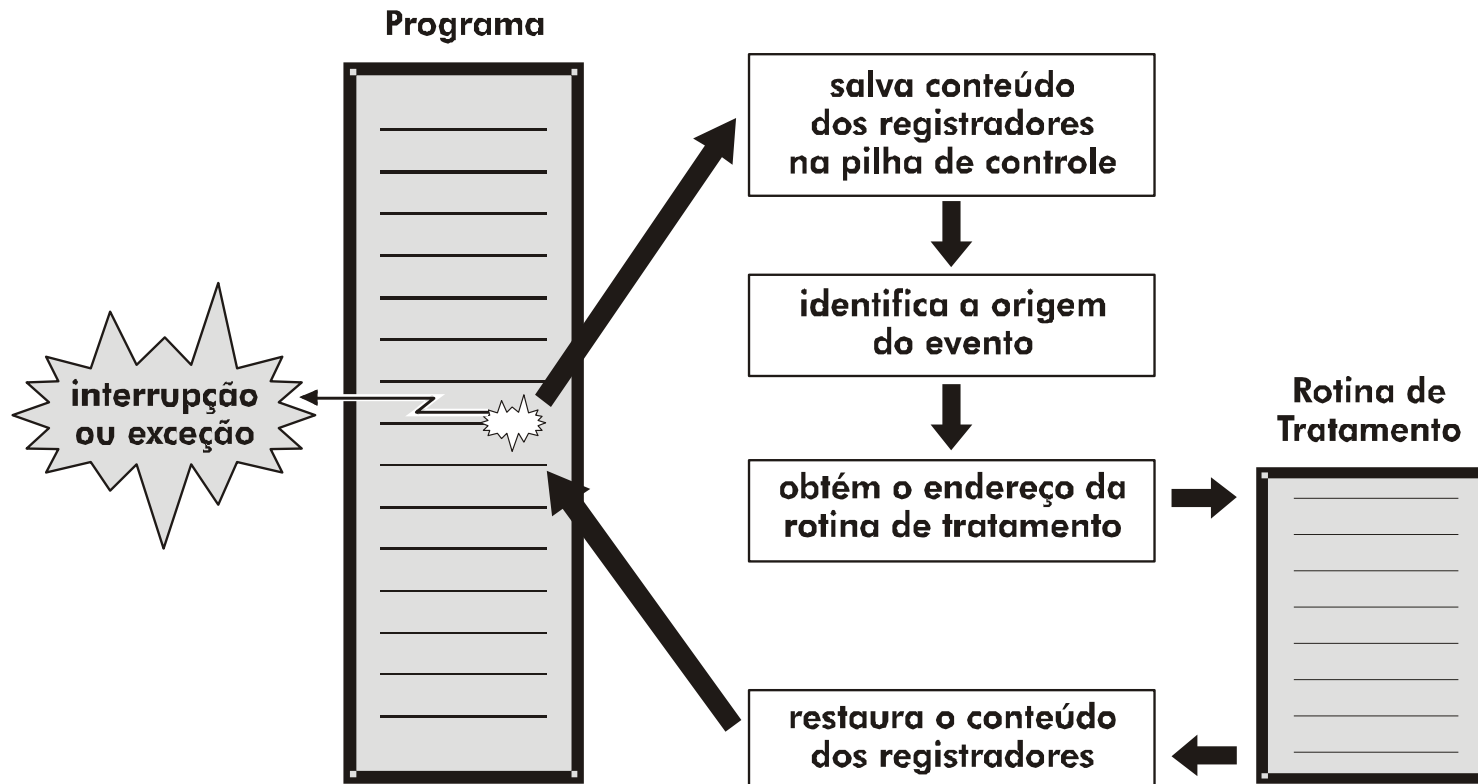 Programa
salva conteúdo
dos registradores
na pilha de controle
identifica a origem
do evento
interrupção
ou exceção
Rotina de
Tratamento
obtém o endereço da
rotina de tratamento
restaura o conteúdo
dos registradores